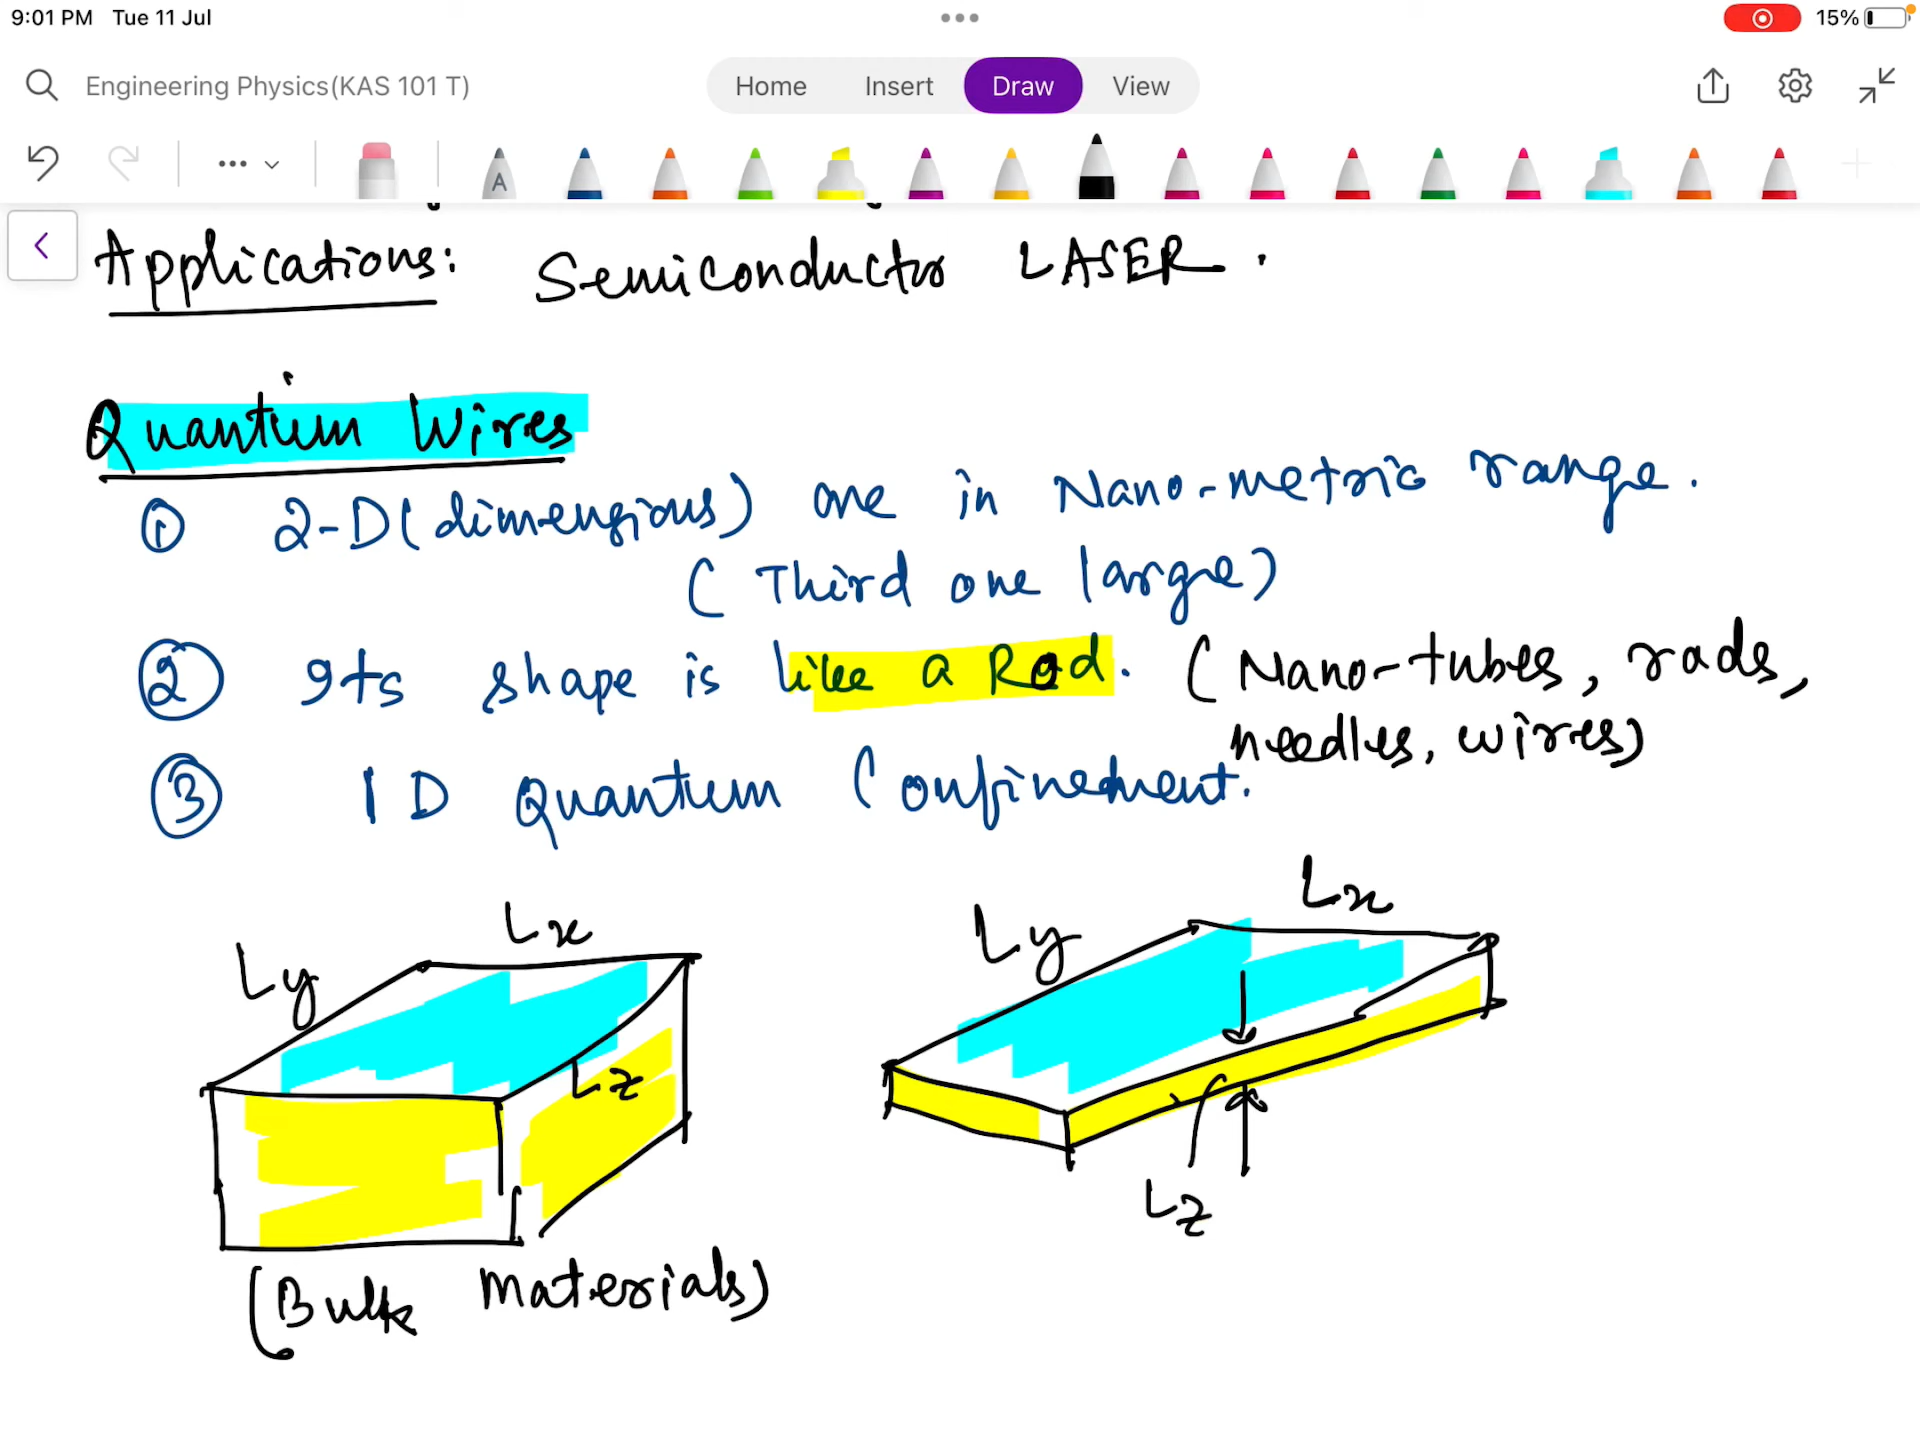 9:01 PM Tue 11 Jul
15%
Engineering Physics(KAS 101 T)
Home Insert Draw View
A
Applications: Semiconductor LASER.
Quantum Wires
① 2-D(dimensions) are in Nano-metric range.
(Third one large)
② Its shape is like a Rod. (Nano-tubes, rods,
needles, wires)
③ 1D Quantum Confinement.
Ly Lx Lz
(Bulk Materials)
Ly Lx
Lz